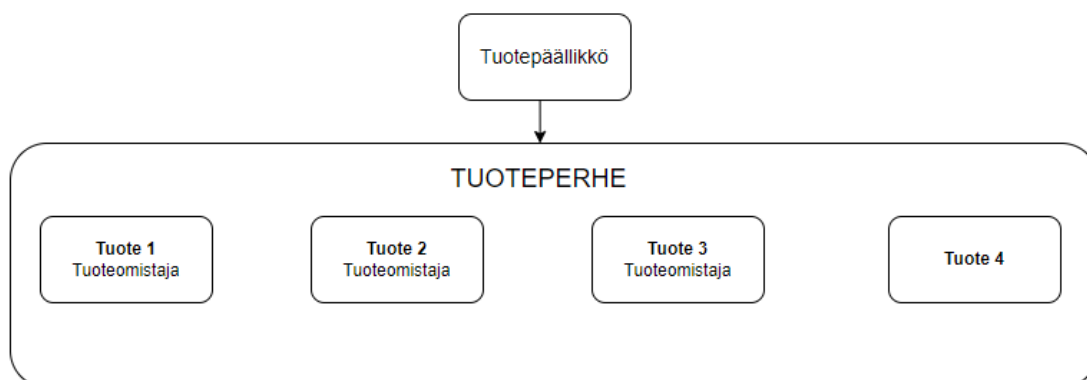 Tuotepäällikkö
TUOTEPERHE
Tuote 1
Tuoteomistaja
Tuote 2
Tuoteomistaja
Tuote 3
Tuoteomistaja
Tuote 4